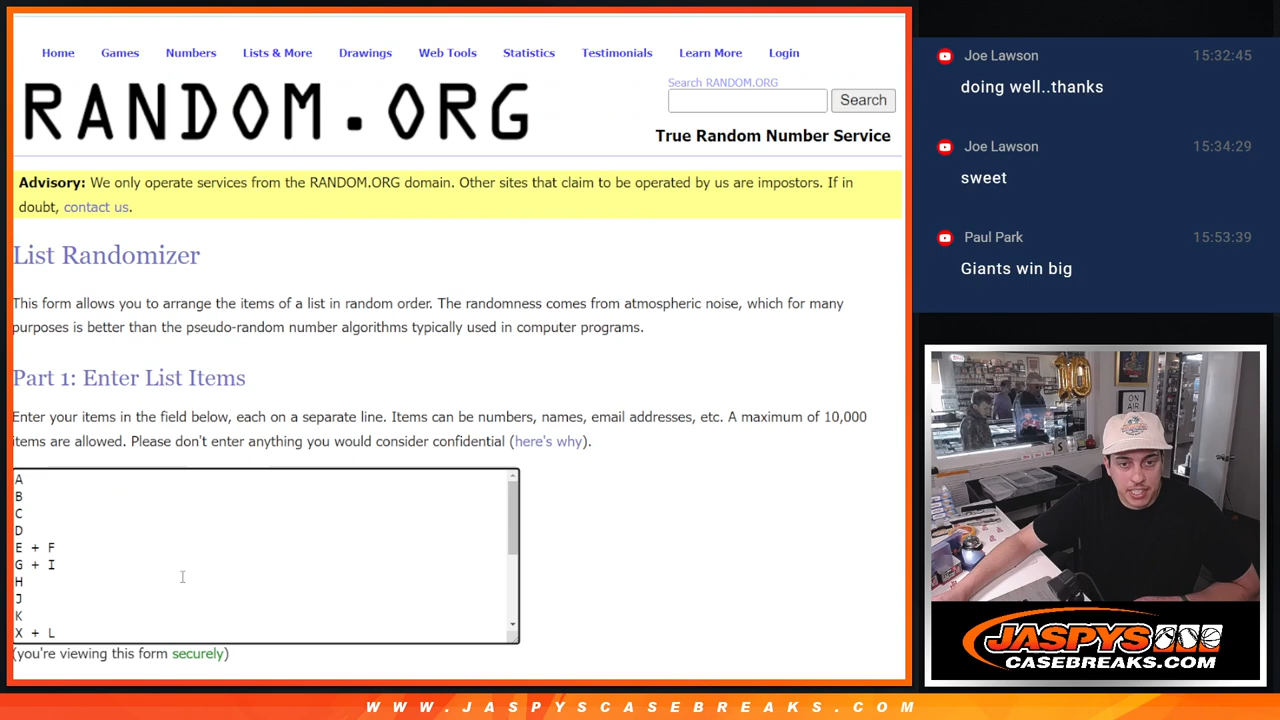 Home Games Numbers Lists & More Drawings Web Tools Statistics Testimonials Learn More Login
RANDOM.ORG
Search RANDOM.ORG
Search
True Random Number Service
Advisory: We only operate services from the RANDOM.ORG domain. Other sites that claim to be operated by us are impostors. If in
doubt, contact us.
List Randomizer
This form allows you to arrange the items of a list in random order. The randomness comes from atmospheric noise, which for many
purposes is better than the pseudo-random number algorithms typically used in computer programs.
Part 1: Enter List Items
Enter your items in the field below, each on a separate line. Items can be numbers, names, email addresses, etc. A maximum of 10,000
items are allowed. Please don't enter anything you would consider confidential (here's why).
A
B
C
D
E + F
G + I
H
J
K
X + L
(you're viewing this form securely)
Joe Lawson 15:32:45
doing well..thanks
Joe Lawson 15:34:29
sweet
Paul Park 15:53:39
Giants win big
10
ON
AIR
JASPYS
CASEBREAKS.COM
WWW.JASPYSCASEBREAKS.COM